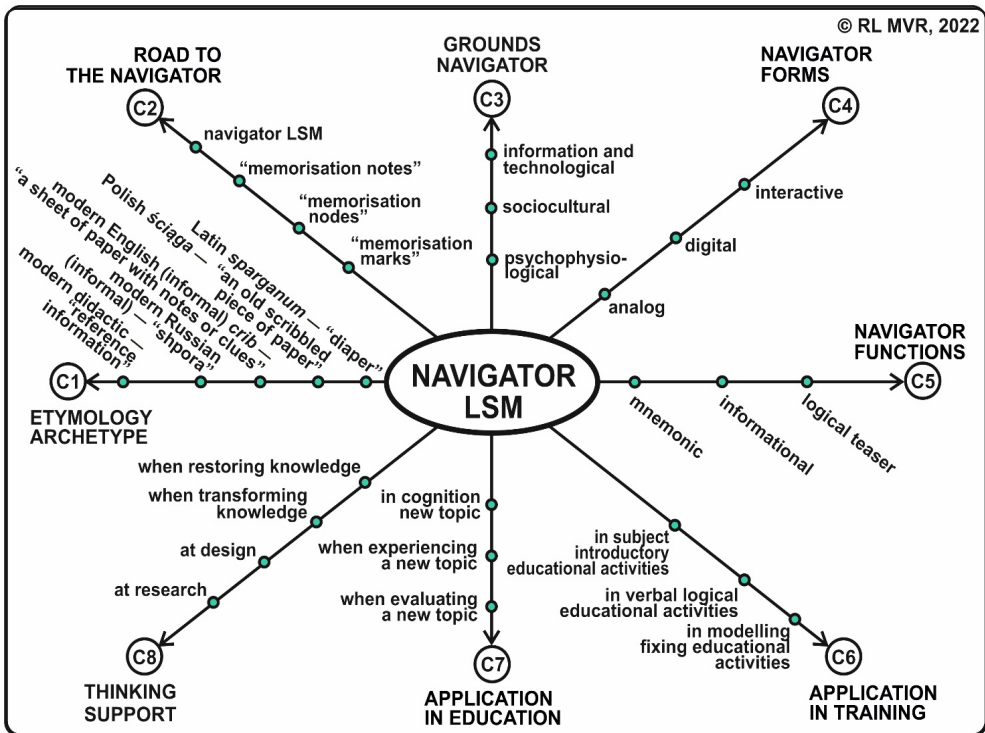 © RL MVR, 2022
ROAD TO
THE NAVIGATOR
C2
navigator LSM
“memorisation notes”
“memorisation
nodes”
“memorisation
marks”
GROUNDS
NAVIGATOR
C3
information and
technological
sociocultural
psychophysio-
logical
NAVIGATOR
FORMS
C4
interactive
digital
analog
Latin sparganum — “diaper”
Polish ściąga — “an old scribbled
piece of paper”
modern English (informal) crib —
“a sheet of paper with notes or clues”
modern Russian
(informal) — “shpora”
modern didactic —
“reference
information”
C1
ETYMOLOGY
ARCHETYPE
NAVIGATOR
LSM
NAVIGATOR
FUNCTIONS
C5
mnemonic
informational
logical teaser
when restoring knowledge
when transforming
knowledge
at design
at research
C8
THINKING
SUPPORT
in cognition
new topic
when experiencing
a new topic
when evaluating
a new topic
C7
APPLICATION
IN EDUCATION
in subject
introductory
educational activities
in verbal logical
educational activities
in modelling
fixing educational
activities
C6
APPLICATION
IN TRAINING